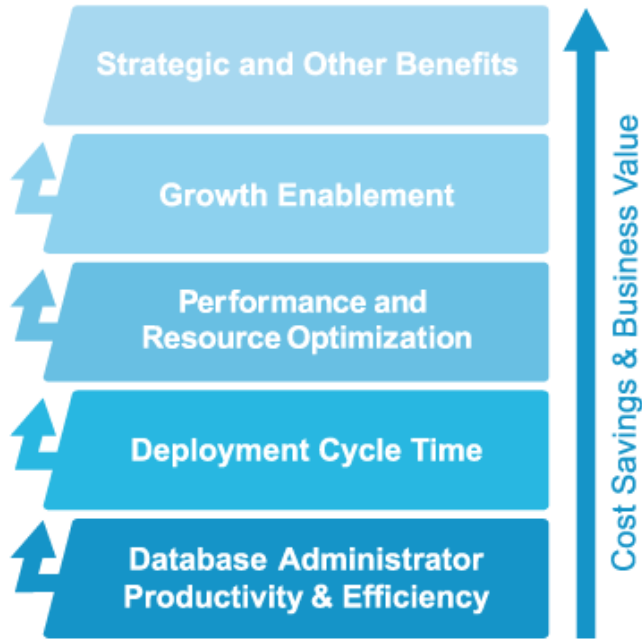 Strategic and Other Benefits
Growth Enablement
Performance and
Resource Optimization
Deployment Cycle Time
Database Administrator
Productivity & Efficiency
Cost Savings & Business Value